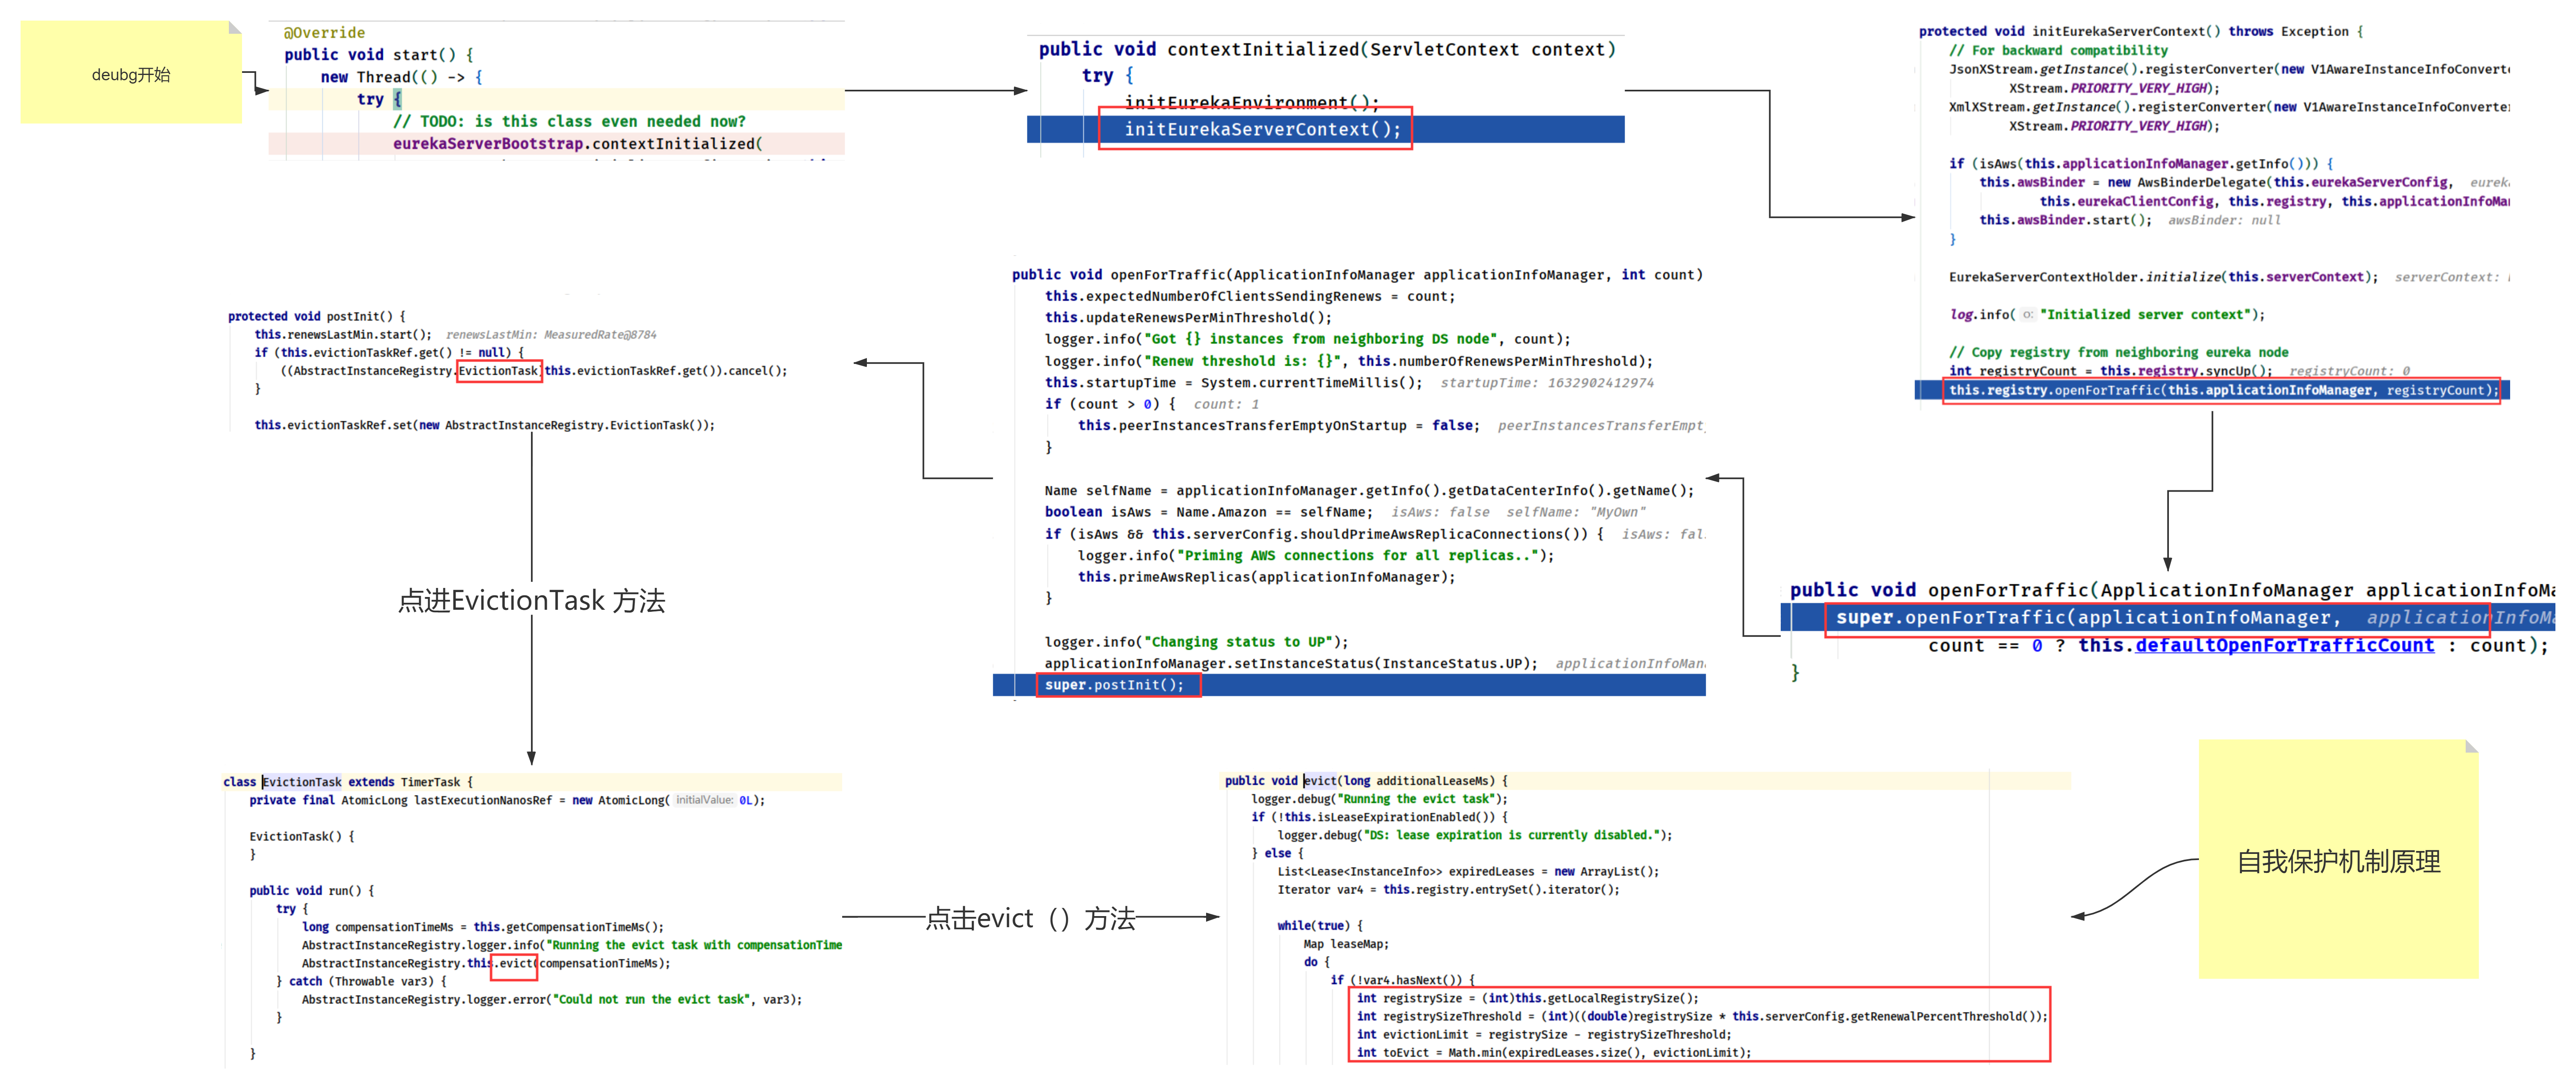 deubg开始
@Override
public void start() {
new Thread(() -> {
try {
// TODO: is this class even needed now?
eurekaServerBootstrap.contextInitialized(
public void contextInitialized(ServletContext context)
try {
initEurekaEnvironment();
initEurekaServerContext();
protected void initEurekaServerContext() throws Exception {
// For backward compatibility
JsonXStream.getInstance().registerConverter(new V1AwareInstanceInfoConverte
XStream.PRIORITY_VERY_HIGH);
XmlXStream.getInstance().registerConverter(new V1AwareInstanceInfoConverter
XStream.PRIORITY_VERY_HIGH);
if (isAws(this.applicationInfoManager.getInfo())) {
this.awsBinder = new AwsBinderDelegate(this.eurekaServerConfig, eurek
this.eurekaClientConfig, this.registry, this.applicationInfoMan
this.awsBinder.start(); awsBinder: null
}
EurekaServerContextHolder.initialize(this.serverContext); serverContext:
log.info( o: "Initialized server context");
// Copy registry from neighboring eureka node
int registryCount = this.registry.syncUp(); registryCount: 0
this.registry.openForTraffic(this.applicationInfoManager, registryCount);
public void openForTraffic(ApplicationInfoManager applicationInfoMa
super.openForTraffic(applicationInfoManager, applicationInfoMa
count == 0 ? this.defaultOpenForTrafficCount : count);
}
public void openForTraffic(ApplicationInfoManager applicationInfoManager, int count)
this.expectedNumberOfClientsSendingRenews = count;
this.updateRenewsPerMinThreshold();
logger.info("Got {} instances from neighboring DS node", count);
logger.info("Renew threshold is: {}", this.numberOfRenewsPerMinThreshold);
this.startupTime = System.currentTimeMillis(); startupTime: 1632902412974
if (count > 0) { count: 1
this.peerInstancesTransferEmptyOnStartup = false; peerInstancesTransferEmpt
}
Name selfName = applicationInfoManager.getInfo().getDataCenterInfo().getName();
boolean isAws = Name.Amazon == selfName; isAws: false selfName: "MyOwn"
if (isAws && this.serverConfig.shouldPrimeAwsReplicaConnections()) { isAws: fal
logger.info("Priming AWS connections for all replicas..");
this.primeAwsReplicas(applicationInfoManager);
}
logger.info("Changing status to UP");
applicationInfoManager.setInstanceStatus(InstanceStatus.UP); applicationInfoMan
super.postInit();
protected void postInit() {
this.renewsLastMin.start(); renewsLastMin: MeasuredRate@8784
if (this.evictionTaskRef.get() != null) {
((AbstractInstanceRegistry.EvictionTask)this.evictionTaskRef.get()).cancel();
}
this.evictionTaskRef.set(new AbstractInstanceRegistry.EvictionTask());
点进EvictionTask 方法
class EvictionTask extends TimerTask {
private final AtomicLong lastExecutionNanosRef = new AtomicLong( initialValue: 0L);
EvictionTask() {
}
public void run() {
try {
long compensationTimeMs = this.getCompensationTimeMs();
AbstractInstanceRegistry.logger.info("Running the evict task with compensationTime
AbstractInstanceRegistry.this.evict(compensationTimeMs);
} catch (Throwable var3) {
AbstractInstanceRegistry.logger.error("Could not run the evict task", var3);
}
}
点击evict（）方法
public void evict(long additionalLeaseMs) {
logger.debug("Running the evict task");
if (!this.isLeaseExpirationEnabled()) {
logger.debug("DS: lease expiration is currently disabled.");
} else {
List<Lease<InstanceInfo>> expiredLeases = new ArrayList();
Iterator var4 = this.registry.entrySet().iterator();
while(true) {
Map leaseMap;
do {
if (!var4.hasNext()) {
int registrySize = (int)this.getLocalRegistrySize();
int registrySizeThreshold = (int)((double)registrySize * this.serverConfig.getRenewalPercentThreshold());
int evictionLimit = registrySize - registrySizeThreshold;
int toEvict = Math.min(expiredLeases.size(), evictionLimit);
自我保护机制原理